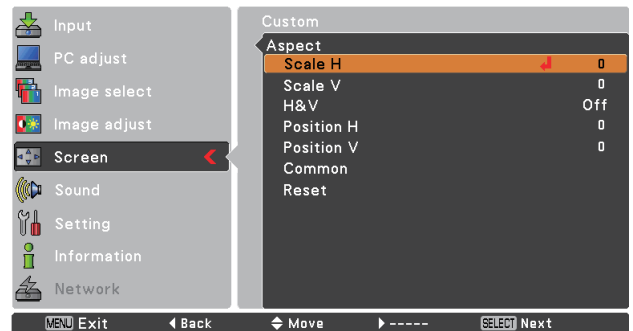 Input
PC adjust
Image select
Image adjust
Screen
Sound
Setting
Information
Network
Custom
Aspect
Scale H 0
Scale V 0
H&V Off
Position H 0
Position V 0
Common
Reset
MENU Exit Back Move ----- SELECT Next